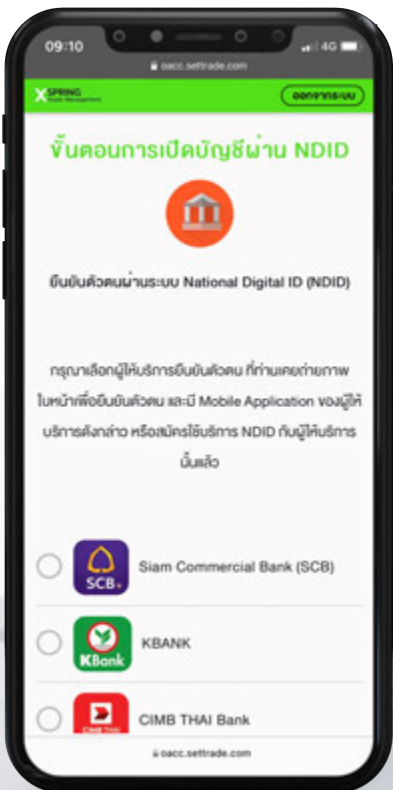 09:10
4G
oacc.settrade.com
XSPRING
Asset Management
ออกจากระบบ
ขั้นตอนการเปิดบัญชีผ่าน NDID
ยืนยันตัวตนผ่านระบบ National Digital ID (NDID)
กรุณาเลือกผู้ให้บริการยืนยันตัวตน ที่ท่านเคยถ่ายภาพ
ใบหน้าเพื่อยืนยันตัวตน และมี Mobile Application ของผู้ให้
บริการดังกล่าว หรือสมัครใช้บริการ NDID กับผู้ให้บริการ
นั้นแล้ว
SCB
Siam Commercial Bank (SCB)
KBank
KBANK
CIMB THAI
CIMB THAI Bank
oacc.settrade.com